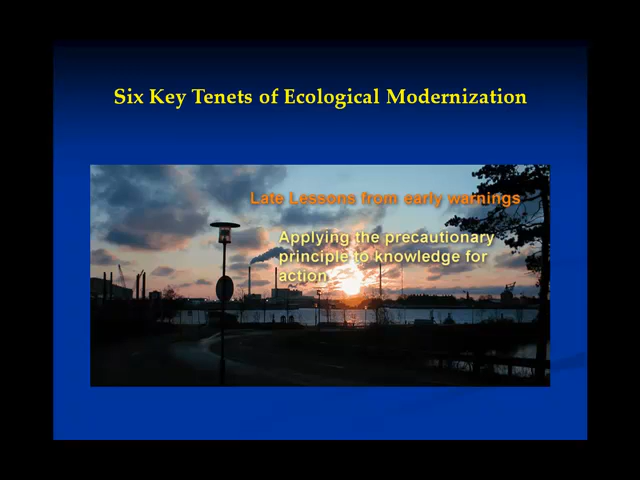 Six Key Tenets of Ecological Modernization
Late Lessons from early warnings
Applying the precautionary
principle to knowledge for
action